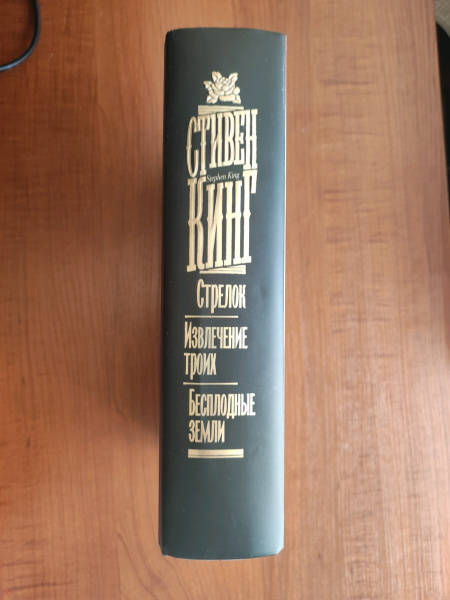 СТИВЕН
Stephen King
КИНГ
Стрелок
Извлечение
троих
Бесплодные
земли